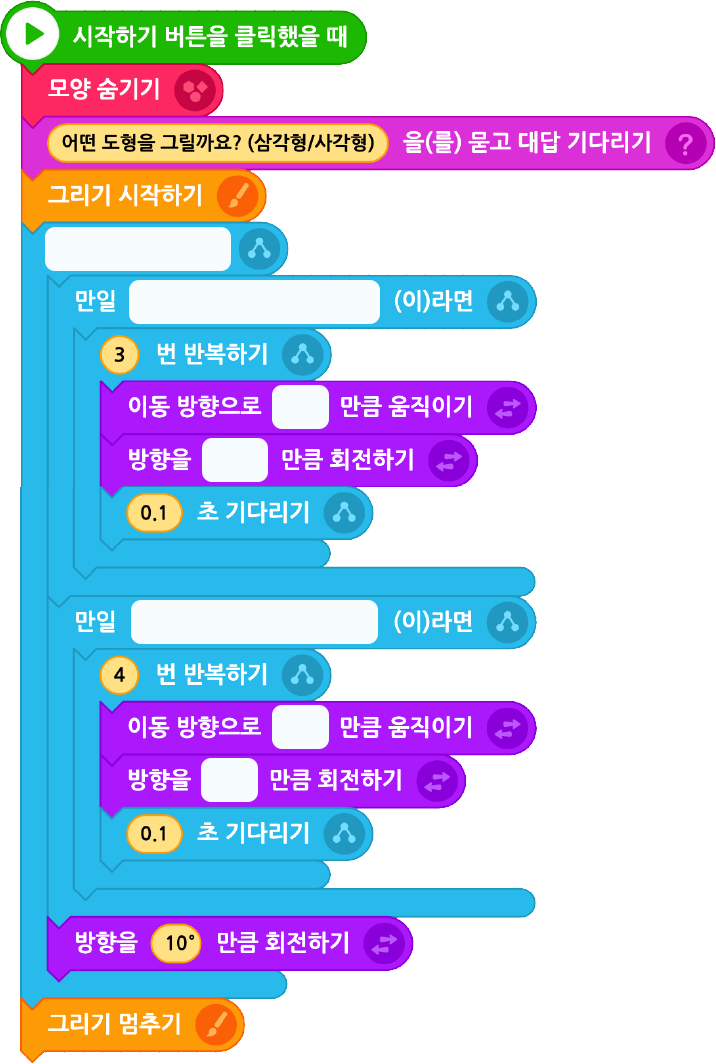 시작하기 버튼을 클릭했을 때
모양 숨기기
어떤 도형을 그릴까요? (삼각형/사각형) 을(를) 묻고 대답 기다리기 ?
그리기 시작하기
만일 (이)라면
3 번 반복하기
이동 방향으로 만큼 움직이기
방향을 만큼 회전하기
0.1 초 기다리기
만일 (이)라면
4 번 반복하기
이동 방향으로 만큼 움직이기
방향을 만큼 회전하기
0.1 초 기다리기
방향을 10° 만큼 회전하기
그리기 멈추기